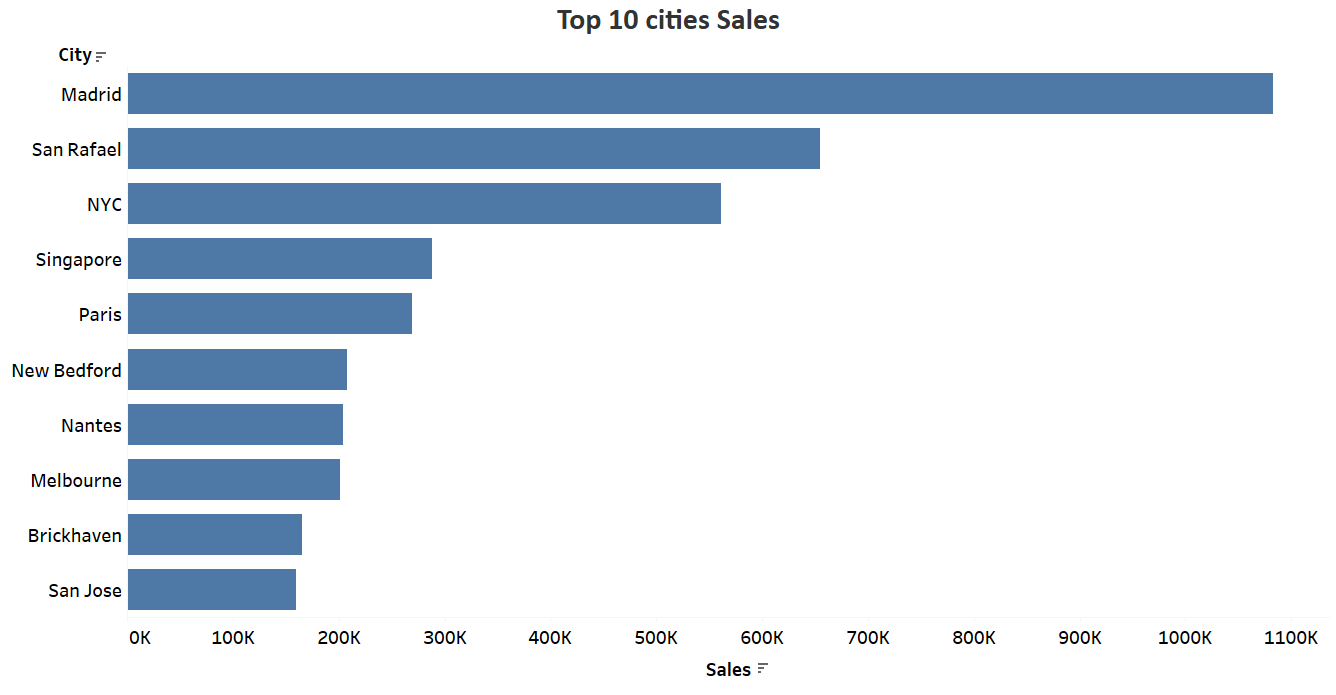 Top 10 cities Sales
City
Madrid
San Rafael
NYC
Singapore
Paris
New Bedford
Nantes
Melbourne
Brickhaven
San Jose
0K 100K 200K 300K 400K 500K 600K 700K 800K 900K 1000K 1100K
Sales